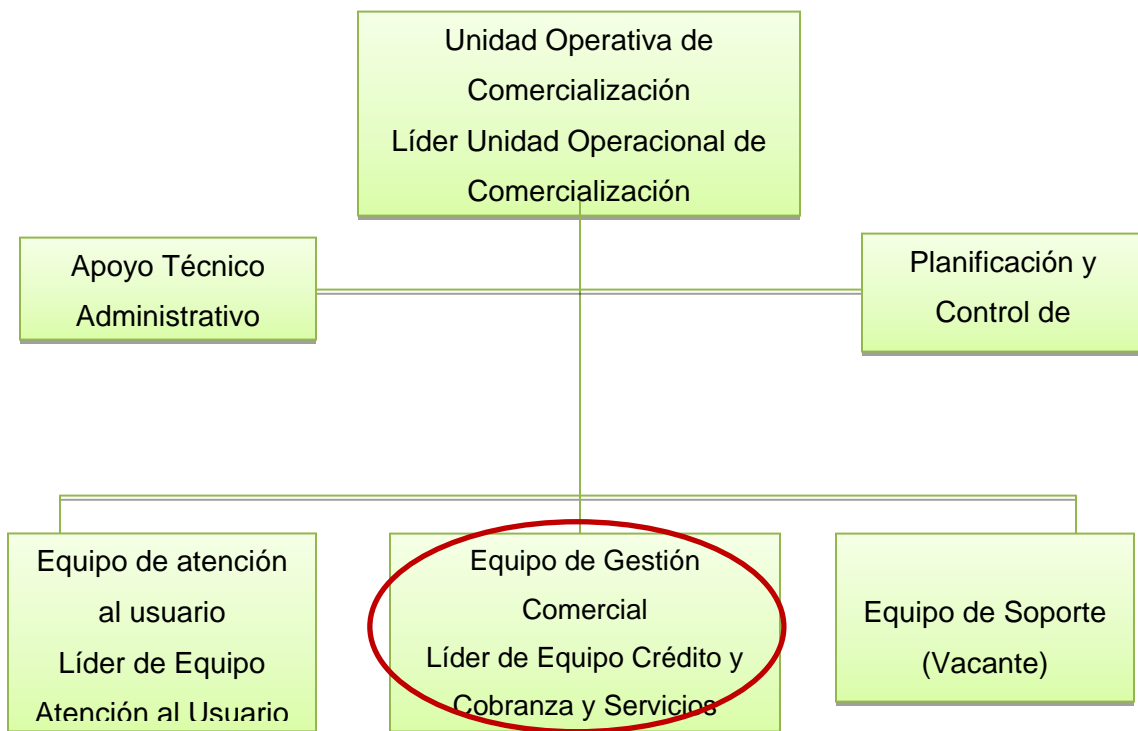 Unidad Operativa de
Comercialización
Líder Unidad Operacional de
Comercialización
Apoyo Técnico
Administrativo
Planificación y
Control de
Equipo de atención
al usuario
Líder de Equipo
Atención al Usuario
Equipo de Gestión
Comercial
Líder de Equipo Crédito y
Cobranza y Servicios
Equipo de Soporte
(Vacante)